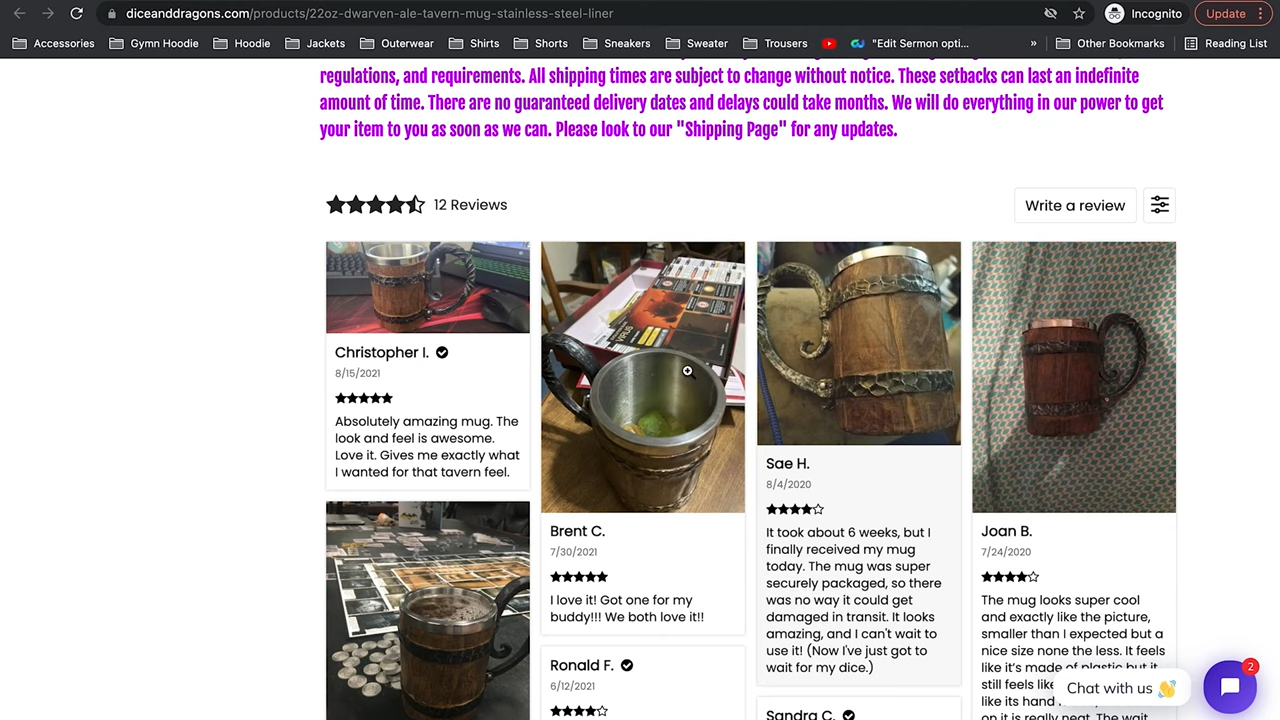 diceanddragons.com/products/22oz-dwarven-ale-tavern-mug-stainless-steel-liner
Incognito
Update
Accessories
Gymn Hoodie
Hoodie
Jackets
Outerwear
Shirts
Shorts
Sneakers
Sweater
Trousers
"Edit Sermon opti...
»
Other Bookmarks
Reading List
regulations, and requirements. All shipping times are subject to change without notice. These setbacks can last an indefinite
amount of time. There are no guaranteed delivery dates and delays could take months. We will do everything in our power to get
your item to you as soon as we can. Please look to our "Shipping Page" for any updates.
12 Reviews
Write a review
Christopher I.
8/15/2021
Absolutely amazing mug. The
look and feel is awesome.
Love it. Gives me exactly what
I wanted for that tavern feel.
VIRUS
Brent C.
7/30/2021
I love it! Got one for my
buddy!!! We both love it!!
Ronald F.
6/12/2021
Sae H.
8/4/2020
It took about 6 weeks, but I
finally received my mug
today. The mug was super
securely packaged, so there
was no way it could get
damaged in transit. It looks
amazing, and I can't wait to
use it! (Now I've just got to
wait for my dice.)
Sandra C.
Joan B.
7/24/2020
The mug looks super cool
and exactly like the picture,
smaller than I expected but a
nice size none the less. It feels
like it's made of plastic but it
still feels like
like its hand
on it is really neat. The wait
Chat with us 👋
2